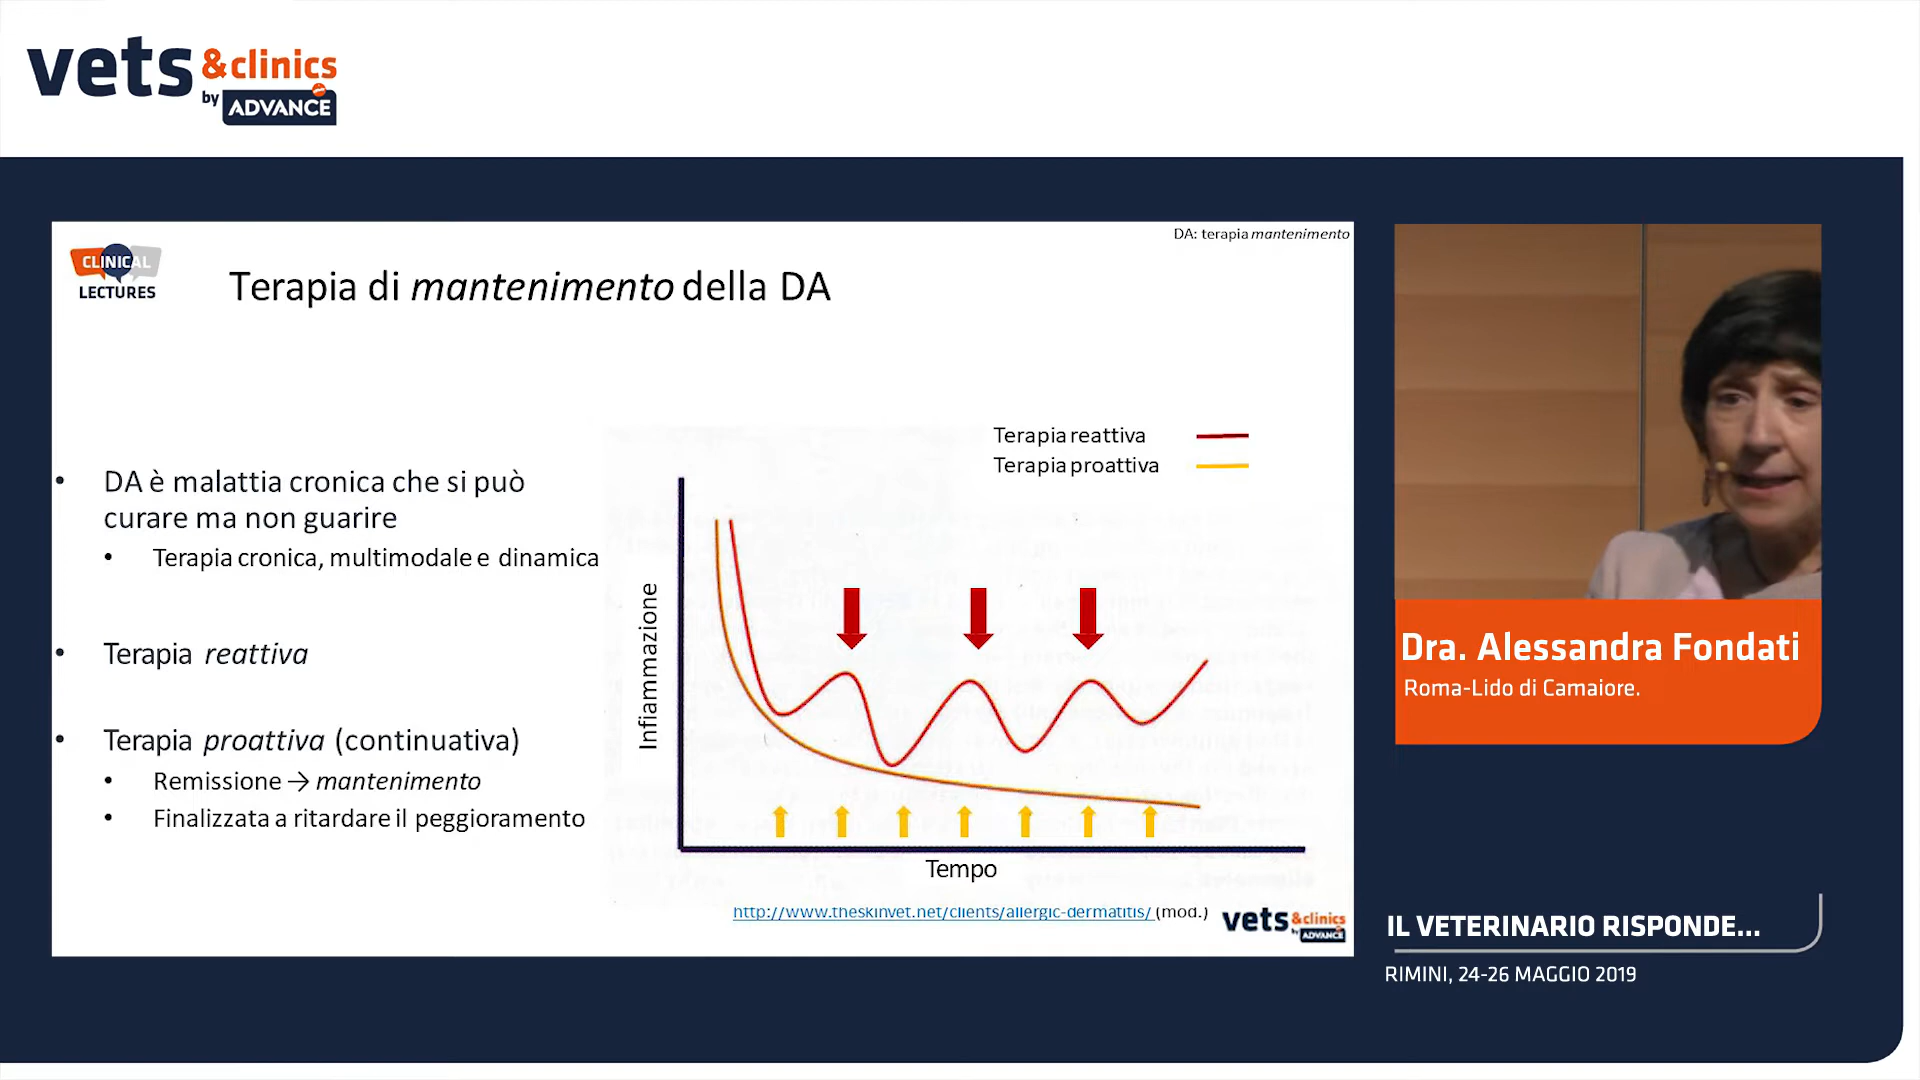 vets &clinics
by ADVANCE
CLINICAL
LECTURES
DA: terapia mantenimento
Terapia di mantenimento della DA
• DA è malattia cronica che si può
curare ma non guarire
• Terapia cronica, multimodale e dinamica
• Terapia reattiva
• Terapia proattiva (continuativa)
• Remissione → mantenimento
• Finalizzata a ritardare il peggioramento
Terapia reattiva
Terapia proattiva
Infiammazione
Tempo
http://www.theskinvet.net/clients/allergic-dermatitis/ (mod.)
vets &clinics
by ADVANCE
Dra. Alessandra Fondati
Roma-Lido di Camaiore.
IL VETERINARIO RISPONDE...
RIMINI, 24-26 MAGGIO 2019